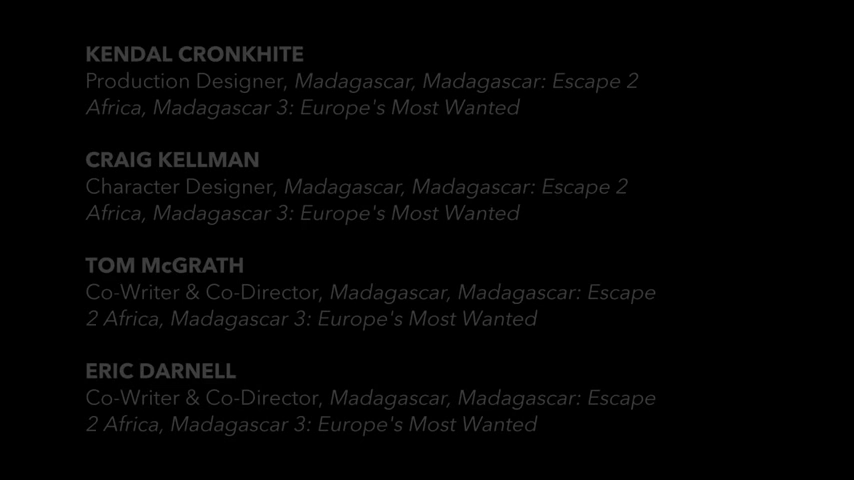 KENDAL CRONKHITE
Production Designer, Madagascar, Madagascar: Escape 2
Africa, Madagascar 3: Europe's Most Wanted
CRAIG KELLMAN
Character Designer, Madagascar, Madagascar: Escape 2
Africa, Madagascar 3: Europe's Most Wanted
TOM McGRATH
Co-Writer & Co-Director, Madagascar, Madagascar: Escape
2 Africa, Madagascar 3: Europe's Most Wanted
ERIC DARNELL
Co-Writer & Co-Director, Madagascar, Madagascar: Escape
2 Africa, Madagascar 3: Europe's Most Wanted